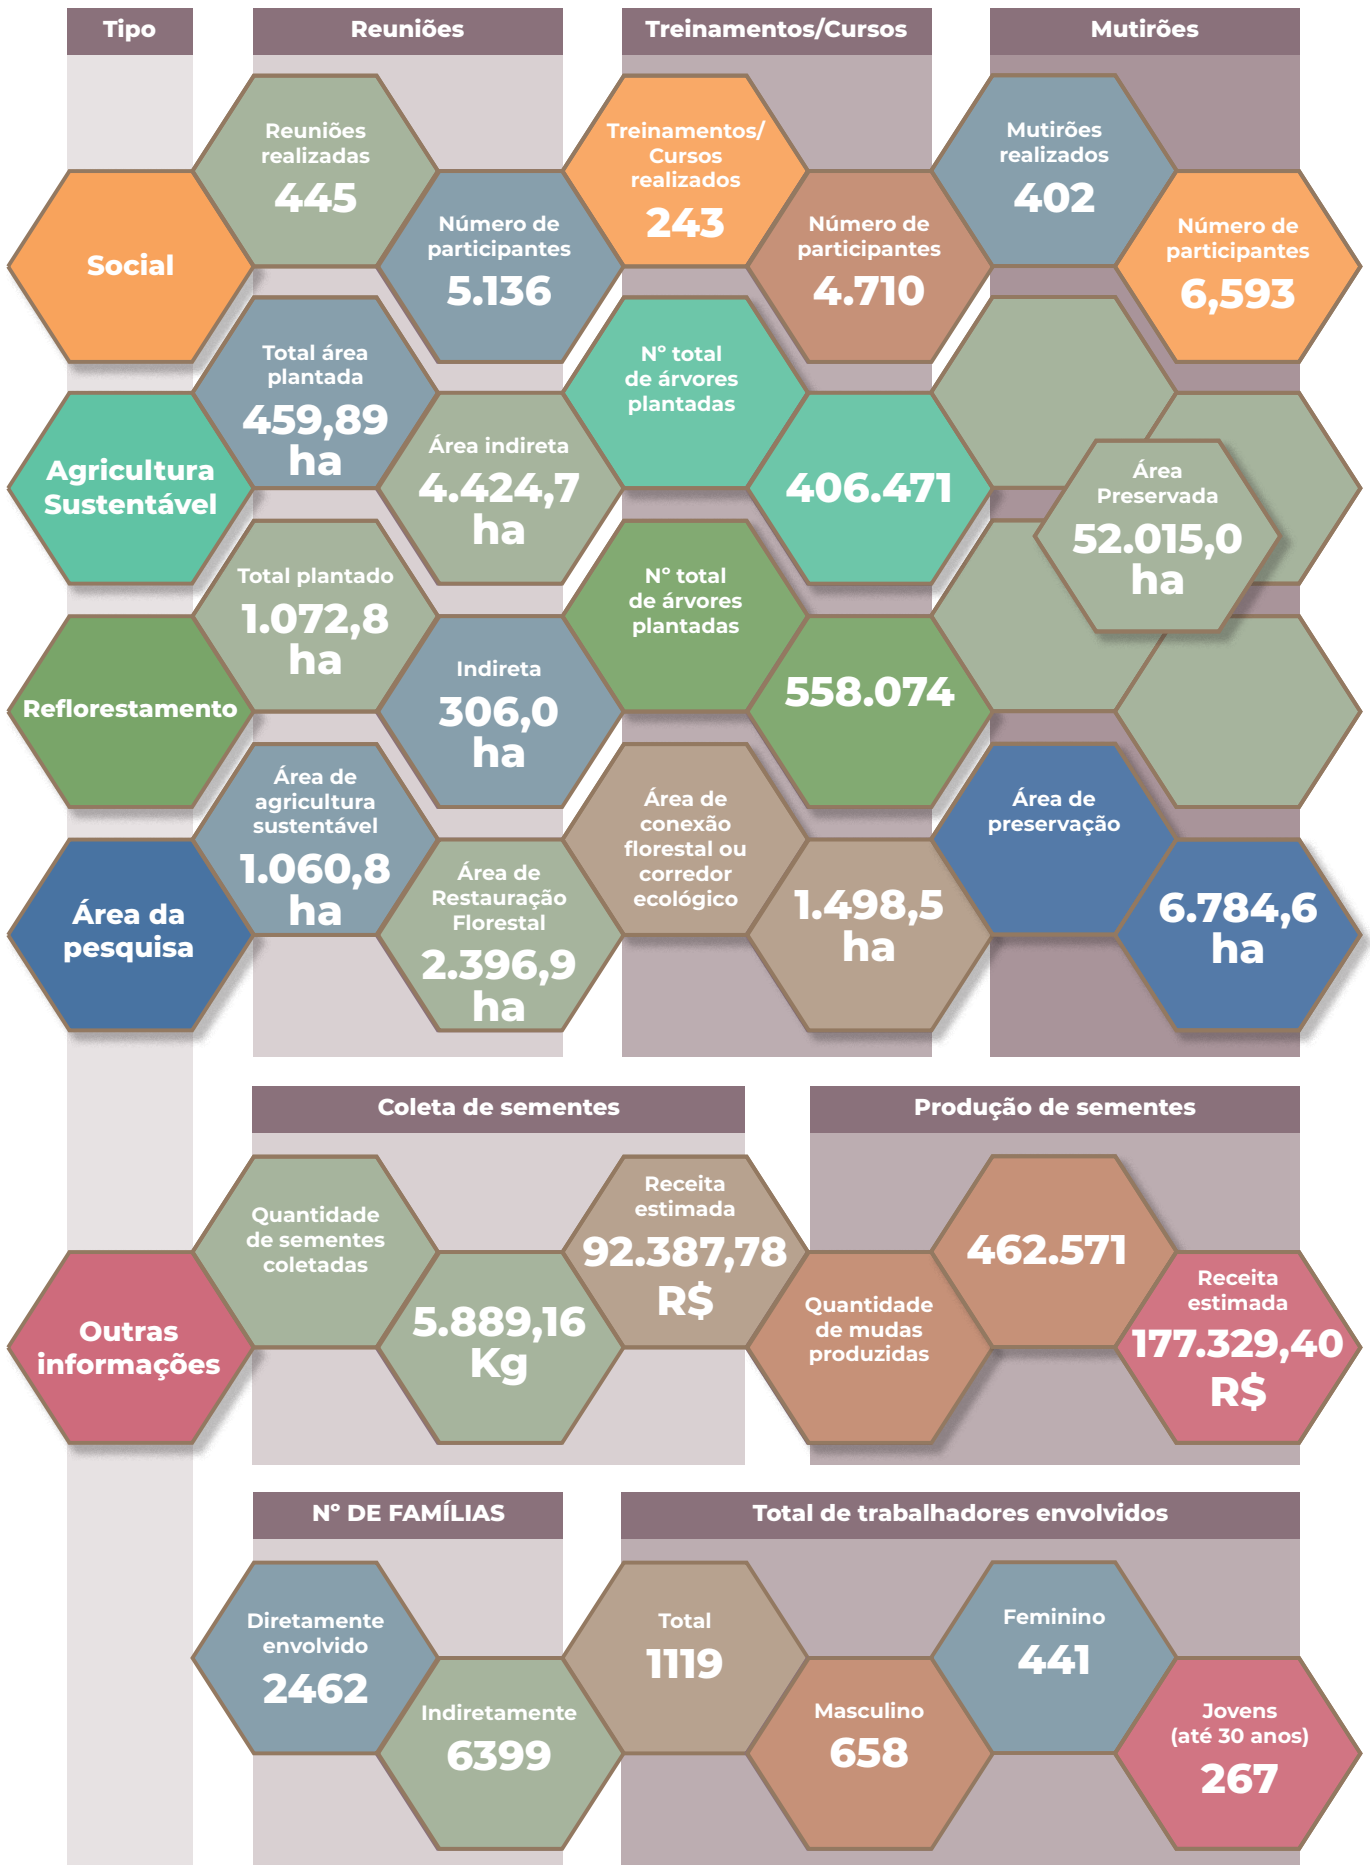 Tipo
Reuniões
Treinamentos/Cursos
Mutirões
Social
Reuniões
realizadas
445
Número de
participantes
5.136
Treinamentos/
Cursos
realizados
243
Número de
participantes
4.710
Mutirões
realizados
402
Número de
participantes
6,593
Agricultura
Sustentável
Total área
plantada
459,89
ha
Área indireta
4.424,7
ha
Nº total
de árvores
plantadas
406.471
Área
Preservada
52.015,0
ha
Reflorestamento
Total plantado
1.072,8
ha
Indireta
306,0
ha
Nº total
de árvores
plantadas
558.074
Área da
pesquisa
Área de
agricultura
sustentável
1.060,8
ha
Área de
Restauração
Florestal
2.396,9
ha
Área de
conexão
florestal ou
corredor
ecológico
1.498,5
ha
Área de
preservação
6.784,6
ha
Coleta de sementes
Produção de sementes
Outras
informações
Quantidade
de sementes
coletadas
5.889,16
Kg
Receita
estimada
92.387,78
R$
Quantidade
de mudas
produzidas
462.571
Receita
estimada
177.329,40
R$
Nº DE FAMÍLIAS
Total de trabalhadores envolvidos
Diretamente
envolvido
2462
Indiretamente
6399
Total
1119
Masculino
658
Feminino
441
Jovens
(até 30 anos)
267